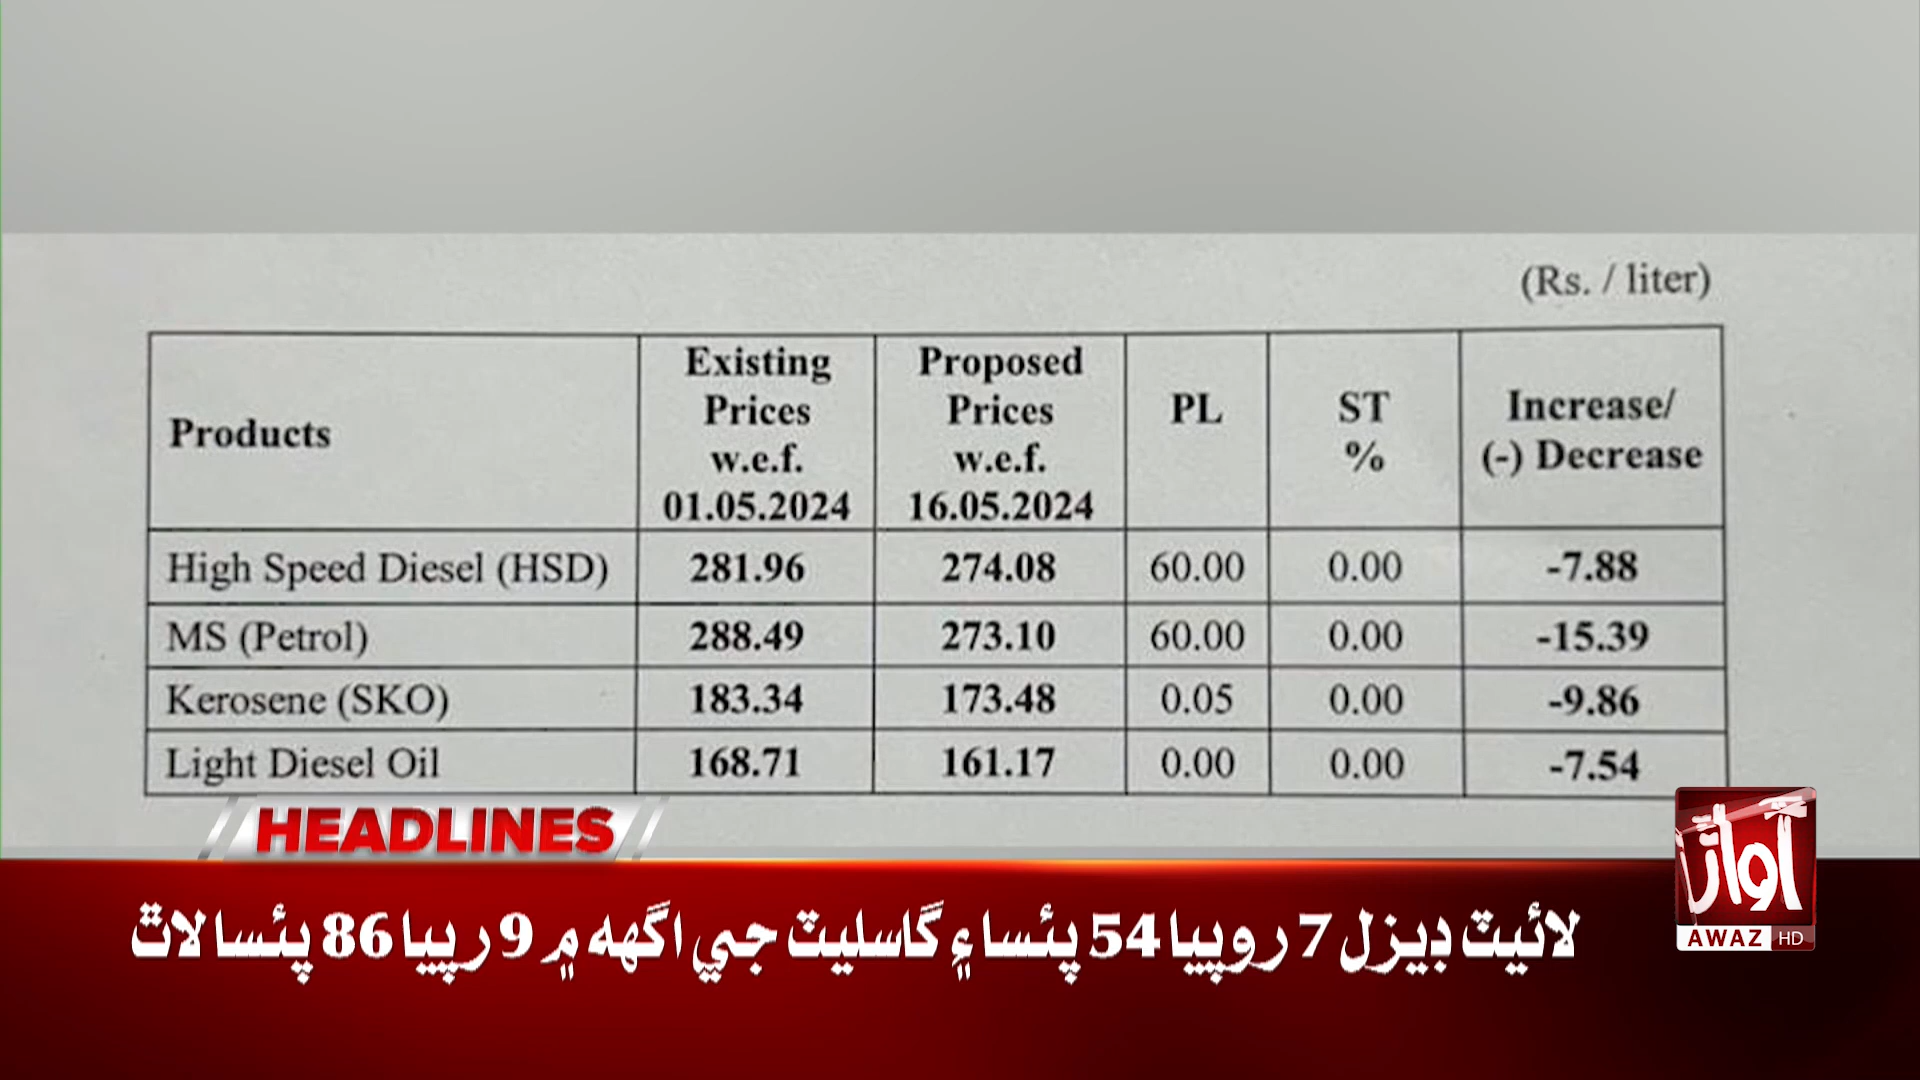 (Rs. / liter)
Products Existing Prices w.e.f. 01.05.2024 Proposed Prices w.e.f. 16.05.2024 PL ST % Increase/ (-) Decrease
High Speed Diesel (HSD) 281.96 274.08 60.00 0.00 -7.88
MS (Petrol) 288.49 273.10 60.00 0.00 -15.39
Kerosene (SKO) 183.34 173.48 0.05 0.00 -9.86
Light Diesel Oil 168.71 161.17 0.00 0.00 -7.54
HEADLINES
آواز
AWAZ HD
لائيٽ ڊيزل 7 روپيا 54 پئسا ۽ گاسليٽ جي اگهه ۾ 9 رپيا 86 پئسا لاٿ